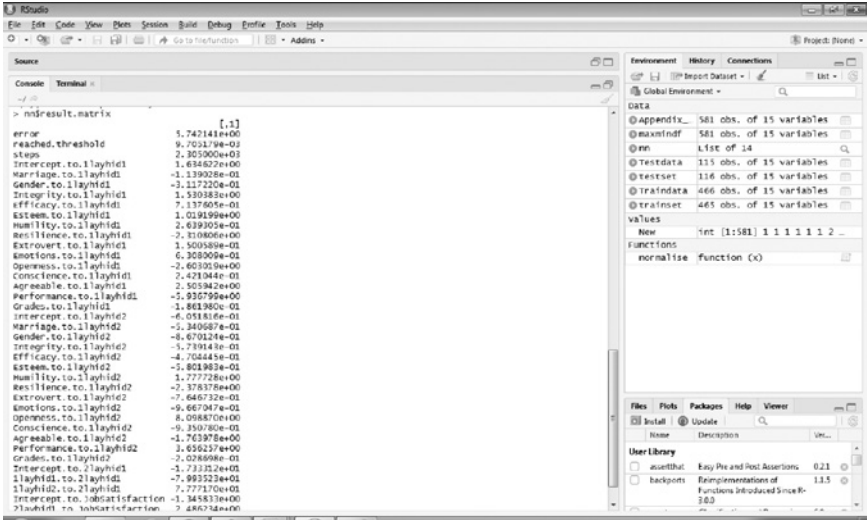 RStudio
File Edit Code View Plots Session Build Debug Profile Tools Help
Go to file/function Addins
Project: (None)
Source
Console Terminal
> nn$result.matrix
[,1]
error 5.742141e+00
reached.threshold 9.705179e-03
steps 2.305000e+03
Intercept.to.1layhid1 1.634622e+00
Marriage.to.1layhid1 -1.139028e-01
Gender.to.1layhid1 -3.117220e-01
Integrity.to.1layhid1 1.530383e+00
Efficacy.to.1layhid1 7.137605e-01
Esteem.to.1layhid1 1.019199e+00
Humility.to.1layhid1 2.639305e-01
Resilience.to.1layhid1 -2.310806e+00
Extrovert.to.1layhid1 1.500589e-01
Emotions.to.1layhid1 6.308009e-01
Openness.to.1layhid1 -2.603019e+00
Conscience.to.1layhid1 2.421044e-01
Agreeable.to.1layhid1 2.505942e+00
Performance.to.1layhid1 -5.936799e+00
Grades.to.1layhid1 -1.861980e-01
Intercept.to.1layhid2 -6.051816e-01
Marriage.to.1layhid2 -5.340687e-01
Gender.to.1layhid2 -8.670124e-01
Integrity.to.1layhid2 -5.739143e-01
Efficacy.to.1layhid2 -4.704445e-01
Esteem.to.1layhid2 -5.801983e-01
Humility.to.1layhid2 1.777728e+00
Resilience.to.1layhid2 -2.378378e+00
Extrovert.to.1layhid2 -7.646732e-01
Emotions.to.1layhid2 -9.667047e-01
Openness.to.1layhid2 8.098870e+00
Conscience.to.1layhid2 -9.350780e-01
Agreeable.to.1layhid2 -1.763978e+00
Performance.to.1layhid2 3.656257e+00
Grades.to.1layhid2 -2.028698e-01
Intercept.to.2layhid1 -1.733312e+00
1layhid1.to.2layhid1 -7.993523e+01
1layhid2.to.2layhid1 7.777170e+01
Intercept.to.JobSatisfaction -1.345833e+00
2layhid1.to.JobSatisfaction 2.486234e+00
Environment History Connections
Import Dataset List
Global Environment
Data
Appendix_ 581 obs. of 15 variables
maxmindf 581 obs. of 15 variables
nn List of 14
Testdata 115 obs. of 15 variables
testset 116 obs. of 15 variables
Traindata 466 obs. of 15 variables
trainset 465 obs. of 15 variables
Values
New int [1:581] 1 1 1 1 1 1 2 …
Functions
normalise function (x)
Files Plots Packages Help Viewer
Install Update
Name Description Ver...
User Library
assertthat Easy Pre and Post Assertions 0.2.1
backports Reimplementations of Functions Introduced Since R-3.0.0 1.1.5